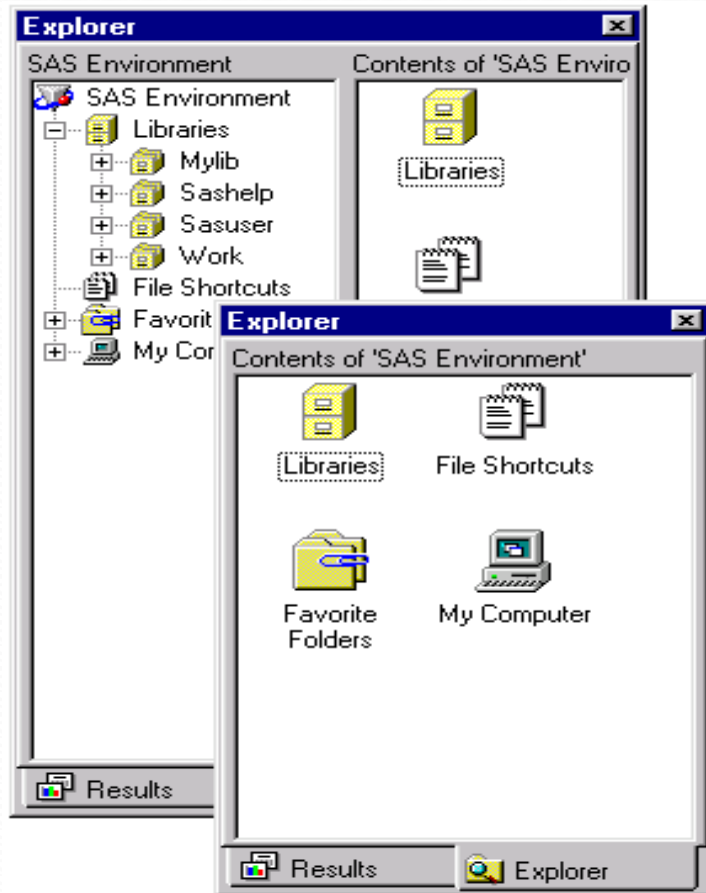 Explorer
SAS Environment
Contents of 'SAS Enviro
SAS Environment
Libraries
Mylib
Sashelp
Sasuser
Work
File Shortcuts
Favorit
My Cor
Libraries
Results
Explorer
Contents of 'SAS Environment'
Libraries
File Shortcuts
Favorite
Folders
My Computer
Results
Explorer